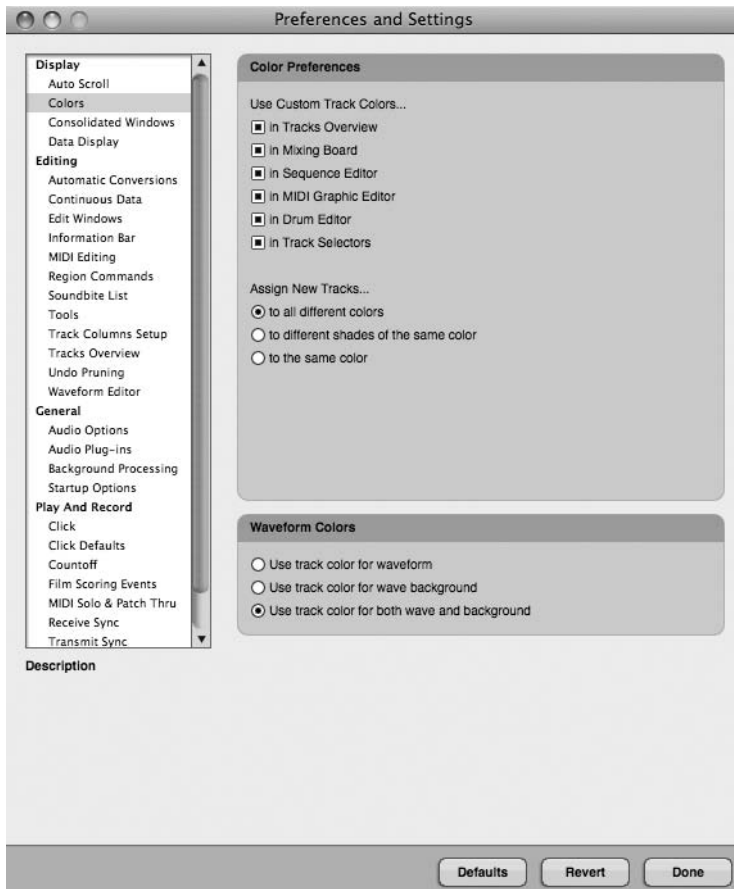 Preferences and Settings
Display
Auto Scroll
Colors
Consolidated Windows
Data Display
Editing
Automatic Conversions
Continuous Data
Edit Windows
Information Bar
MIDI Editing
Region Commands
Soundbite List
Tools
Track Columns Setup
Tracks Overview
Undo Pruning
Waveform Editor
General
Audio Options
Audio Plug-ins
Background Processing
Startup Options
Play And Record
Click
Click Defaults
Countoff
Film Scoring Events
MIDI Solo & Patch Thru
Receive Sync
Transmit Sync
Description
Color Preferences
Use Custom Track Colors...
in Tracks Overview
in Mixing Board
in Sequence Editor
in MIDI Graphic Editor
in Drum Editor
in Track Selectors
Assign New Tracks...
to all different colors
to different shades of the same color
to the same color
Waveform Colors
Use track color for waveform
Use track color for wave background
Use track color for both wave and background
Defaults
Revert
Done